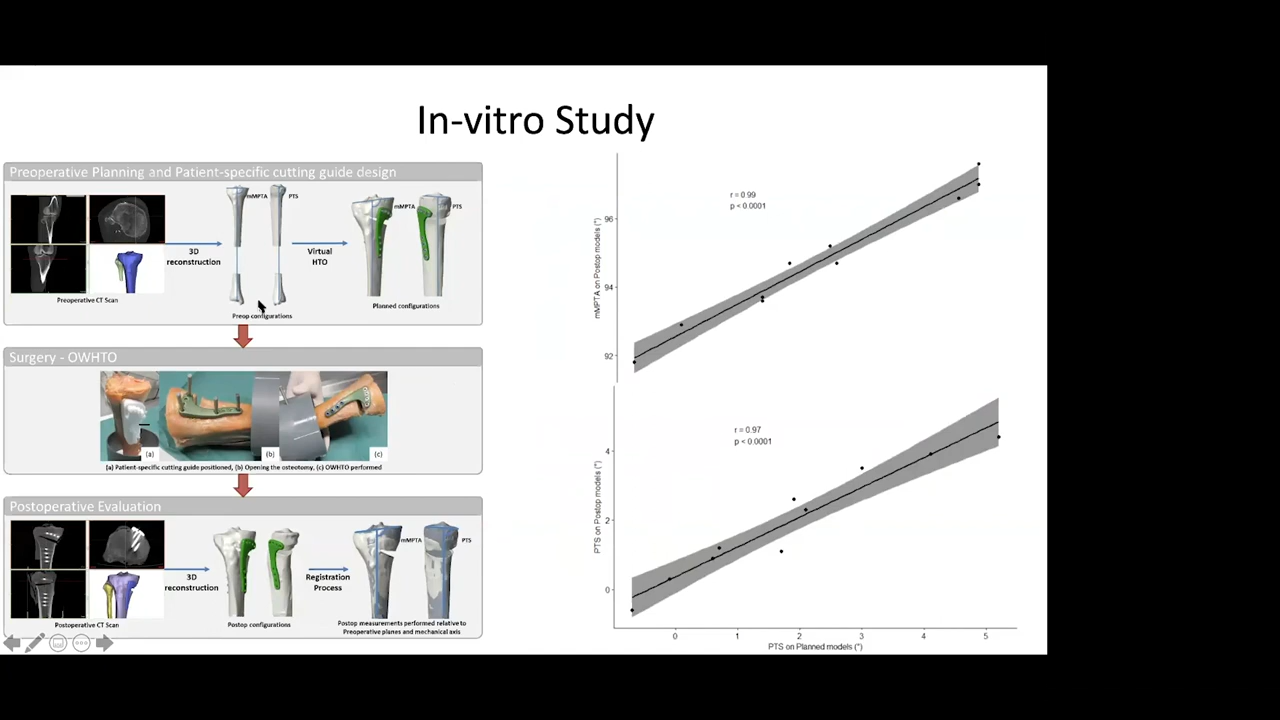 In-vitro Study
Preoperative Planning and Patient-specific cutting guide design
mMPTA
PTS
mMPTA
PTS
3D
reconstruction
Virtual
HTO
Preoperative CT Scan
Preop configurations
Planned configurations
Surgery - OWHTO
(a)
(b)
(c)
(a) Patient-specific cutting guide positioned, (b) Opening the osteotomy, (c) OWHTO performed
Postoperative Evaluation
mMPTA
PTS
3D
reconstruction
Registration
Process
Postoperative CT Scan
Postop configurations
Postop measurements performed relative to
Preoperative planes and mechanical axis
r = 0.99
p < 0.0001
mMPTA on Postop models (°)
96
94
92
r = 0.97
p < 0.0001
PTS on Postop models (°)
4
2
0
0
1
2
3
4
5
PTS on Planned models (°)